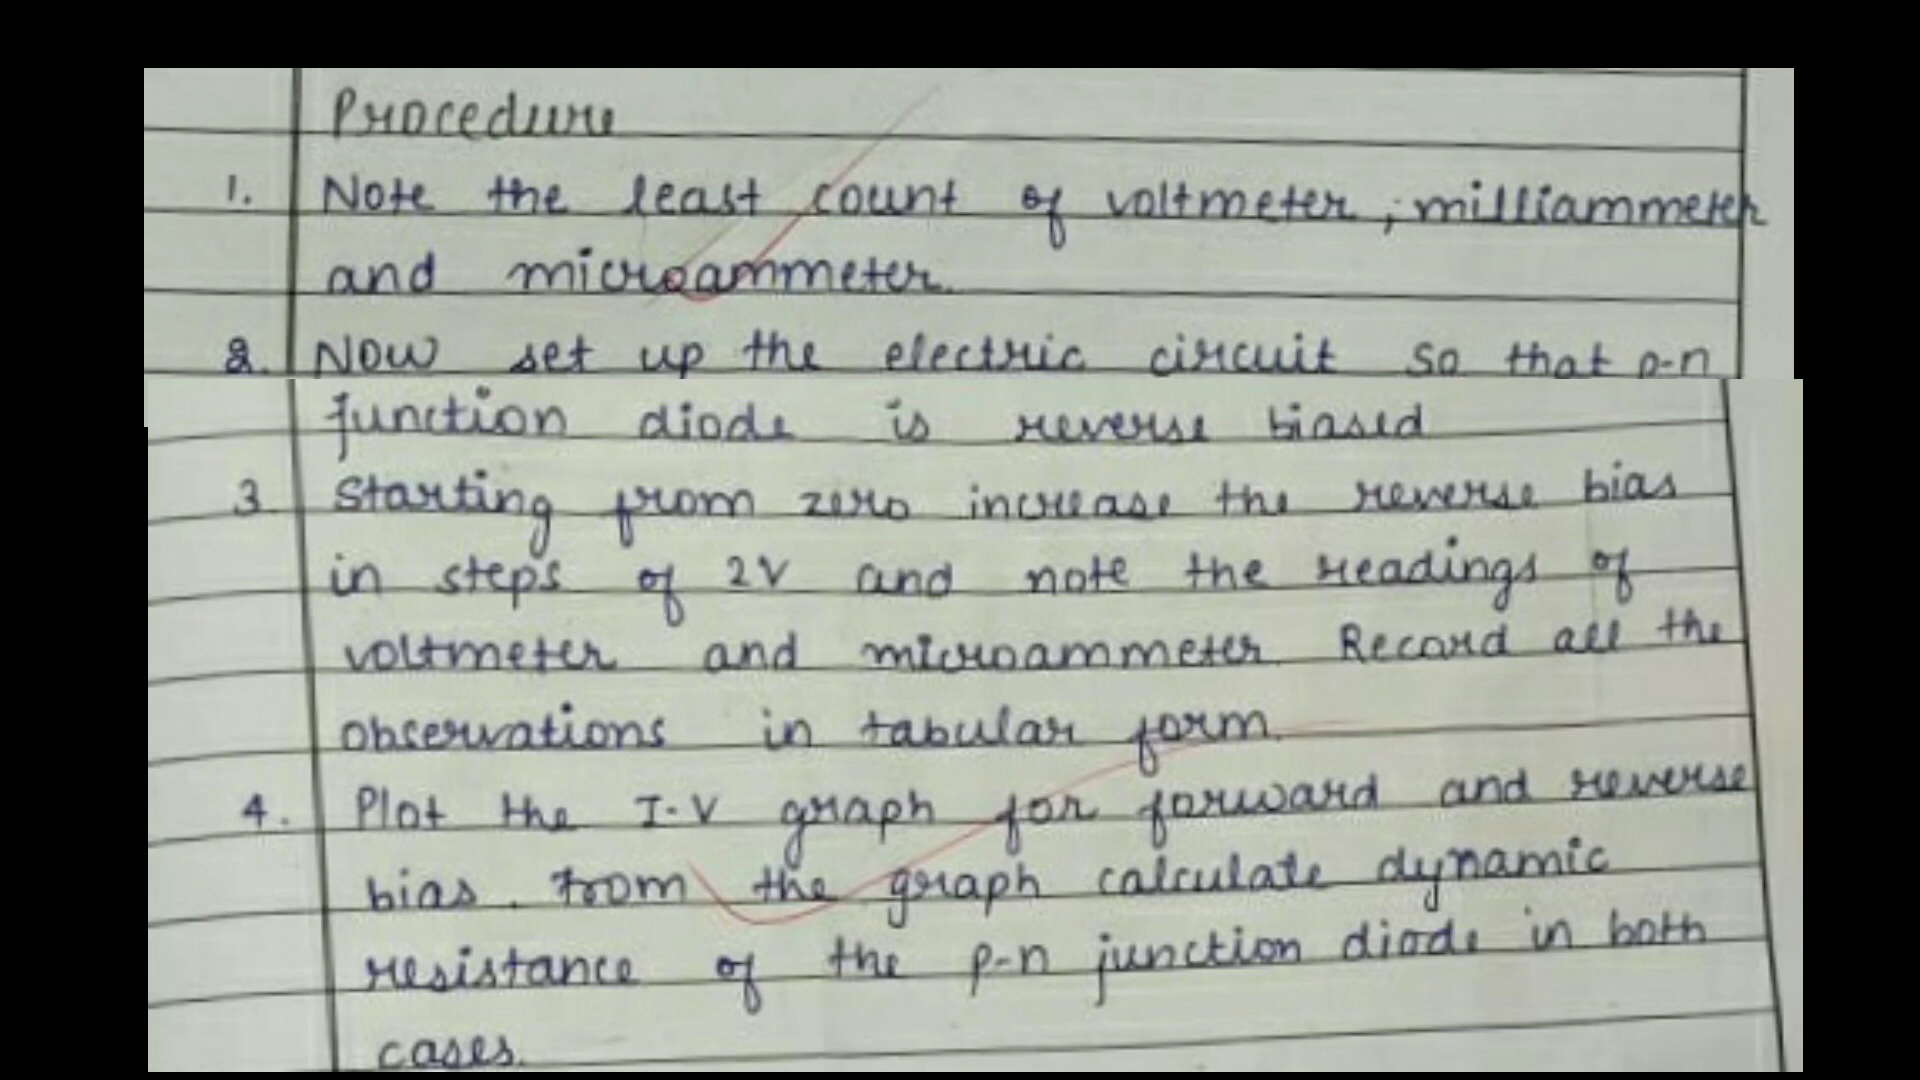 Procedure
1. Note the least count of voltmeter, milliammeter
and microammeter.
2. Now set up the electric circuit so that p-n
junction diode is reverse biased
3 Starting from zero increase the reverse bias
in steps of 2V and note the readings of
voltmeter and microammeter. Record all the
observations in tabular form.
4. Plot the I-V graph for forward and reverse
bias. From the graph calculate dynamic
resistance of the p-n junction diode in both
cases.